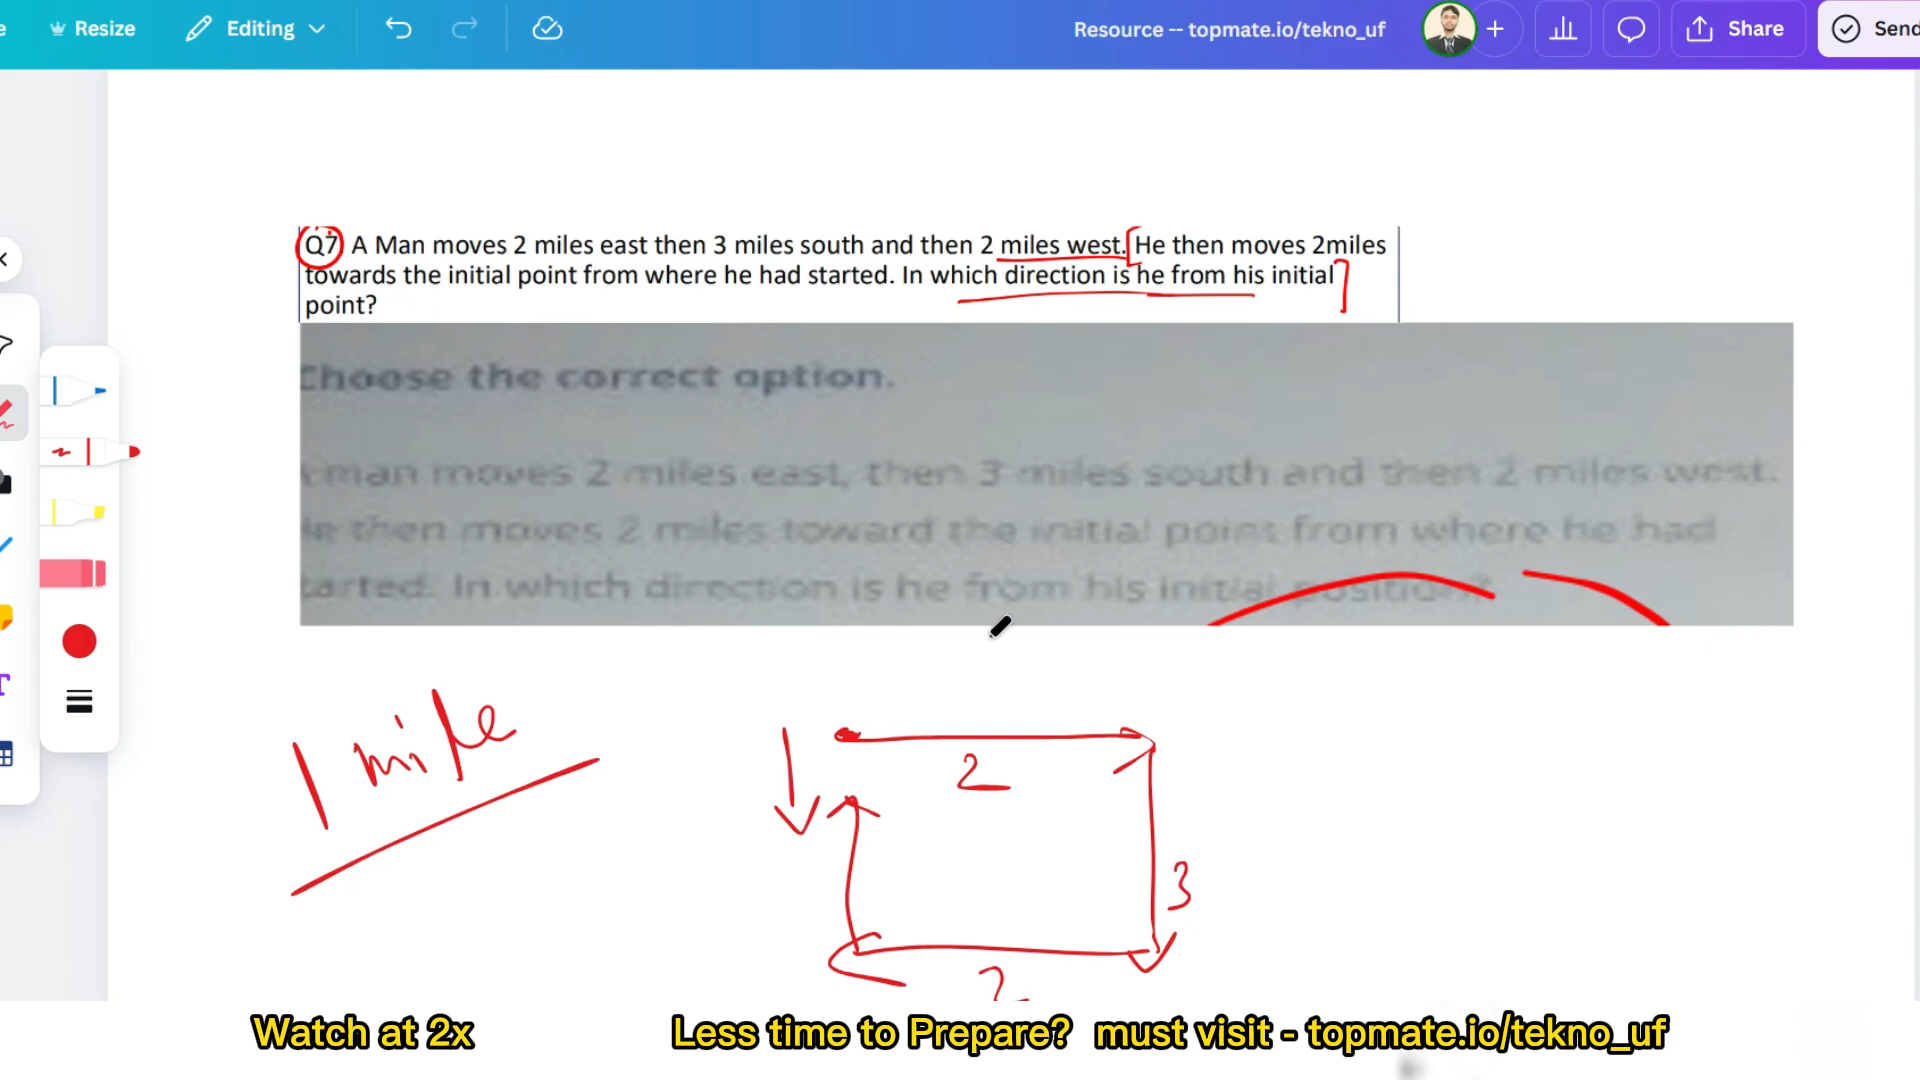 Resize
Editing
Resource -- topmate.io/tekno_uf
Share
Send
Q7 A Man moves 2 miles east then 3 miles south and then 2 miles west. He then moves 2miles
towards the initial point from where he had started. In which direction is he from his initial
point?
Choose the correct option.
man moves 2 miles east, then 3 miles south and then 2 miles west.
He then moves 2 miles toward the initial point from where he had
tarted. In which direction is he from his initial position?
1 mile
2
3
2
Watch at 2x
Less time to Prepare? must visit - topmate.io/tekno_uf